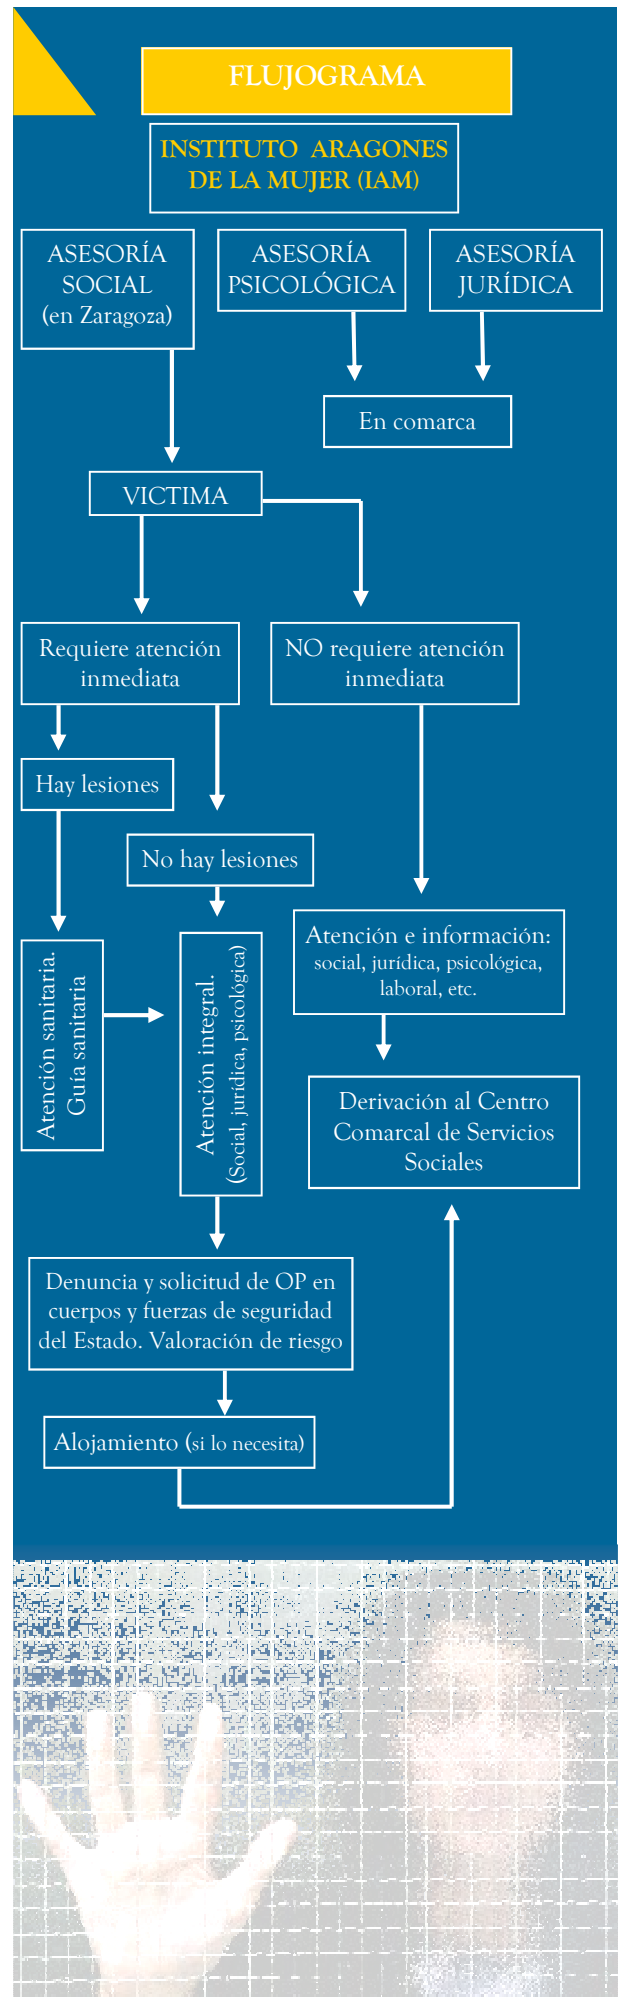 FLUJOGRAMA
INSTITUTO ARAGONES
DE LA MUJER (IAM)
ASESORÍA
SOCIAL
(en Zaragoza)
ASESORÍA
PSICOLÓGICA
ASESORÍA
JURÍDICA
En comarca
VICTIMA
Requiere atención
inmediata
NO requiere atención
inmediata
Hay lesiones
No hay lesiones
Atención sanitaria.
Guía sanitaria
Atención integral.
(Social, jurídica, psicológica)
Atención e información:
social, jurídica, psicológica,
laboral, etc.
Derivación al Centro
Comarcal de Servicios
Sociales
Denuncia y solicitud de OP en
cuerpos y fuerzas de seguridad
del Estado. Valoración de riesgo
Alojamiento (si lo necesita)